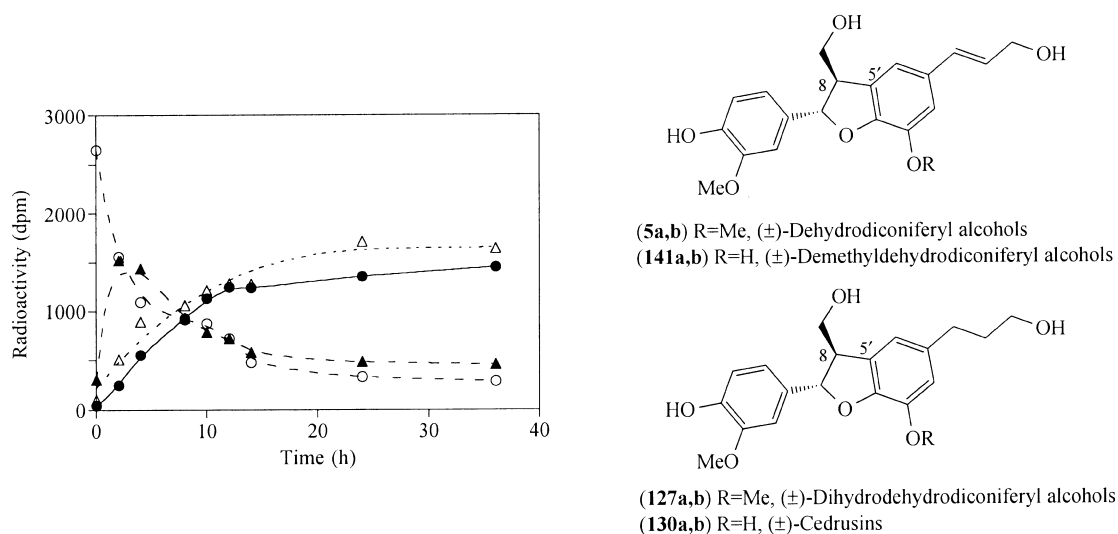 3000
2000
1000
0
Radioactivity (dpm)
0
10
20
30
40
Time (h)
OH
OH
5′
8
O
HO
MeO
OR
(5a,b) R=Me, (±)-Dehydrodiconiferyl alcohols
(141a,b) R=H, (±)-Demethyldehydrodiconiferyl alcohols
OH
OH
5′
8
O
HO
MeO
OR
(127a,b) R=Me, (±)-Dihydrodehydrodiconiferyl alcohols
(130a,b) R=H, (±)-Cedrusins